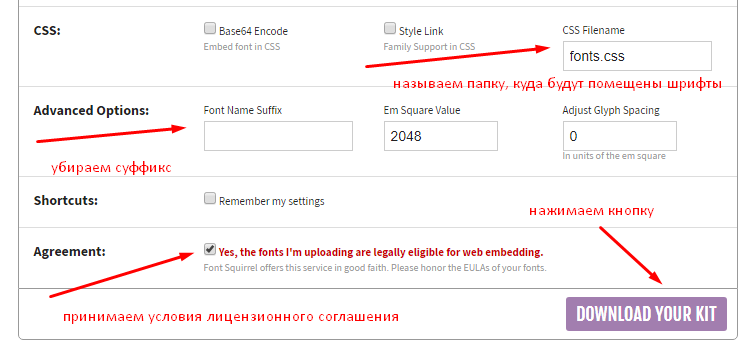 CSS:
Base64 Encode
Embed font in CSS
Style Link
Family Support in CSS
CSS Filename
fonts.css
называем папку, куда будут помещены шрифты
Advanced Options:
Font Name Suffix
Em Square Value
2048
Adjust Glyph Spacing
0
In units of the em square
убираем суффикс
Shortcuts:
Remember my settings
нажимаем кнопку
Agreement:
Yes, the fonts I'm uploading are legally eligible for web embedding.
Font Squirrel offers this service in good faith. Please honor the EULAs of your fonts.
принимаем условия лицензионного соглашения
DOWNLOAD YOUR KIT